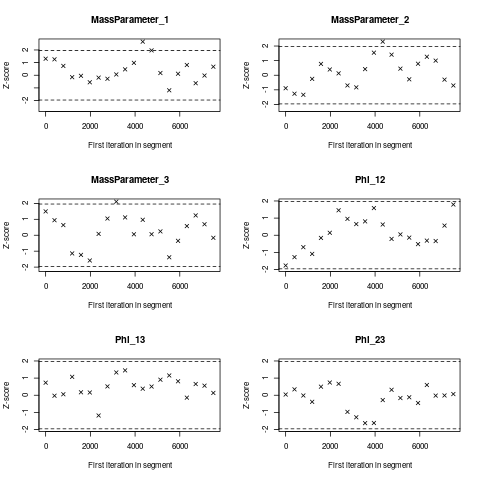 MassParameter_1
MassParameter_2
Z-score
2
1
0
-1
-2
Z-score
2
1
0
-1
-2
0 2000 4000 6000
0 2000 4000 6000
First iteration in segment
First iteration in segment
MassParameter_3
Phi_12
Z-score
2
1
0
-1
-2
Z-score
2
1
0
-1
-2
0 2000 4000 6000
0 2000 4000 6000
First iteration in segment
First iteration in segment
Phi_13
Phi_23
Z-score
2
1
0
-1
-2
Z-score
2
1
0
-1
-2
0 2000 4000 6000
0 2000 4000 6000
First iteration in segment
First iteration in segment